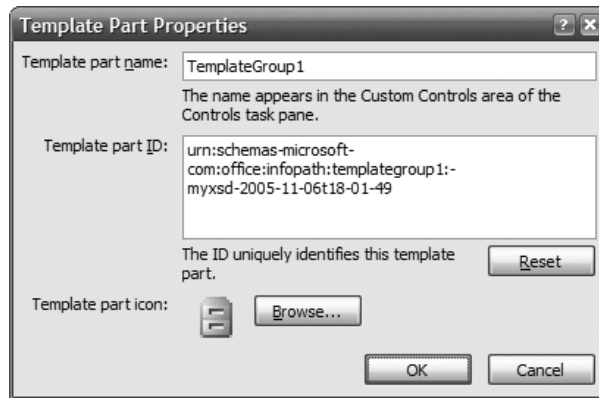 Template Part Properties
? X
Template part name: TemplateGroup1
The name appears in the Custom Controls area of the
Controls task pane.
Template part ID: urn:schemas-microsoft-
com:office:infopath:templategroup1:-
myxsd-2005-11-06t18-01-49
The ID uniquely identifies this template
part.
Reset
Template part icon: Browse...
OK Cancel